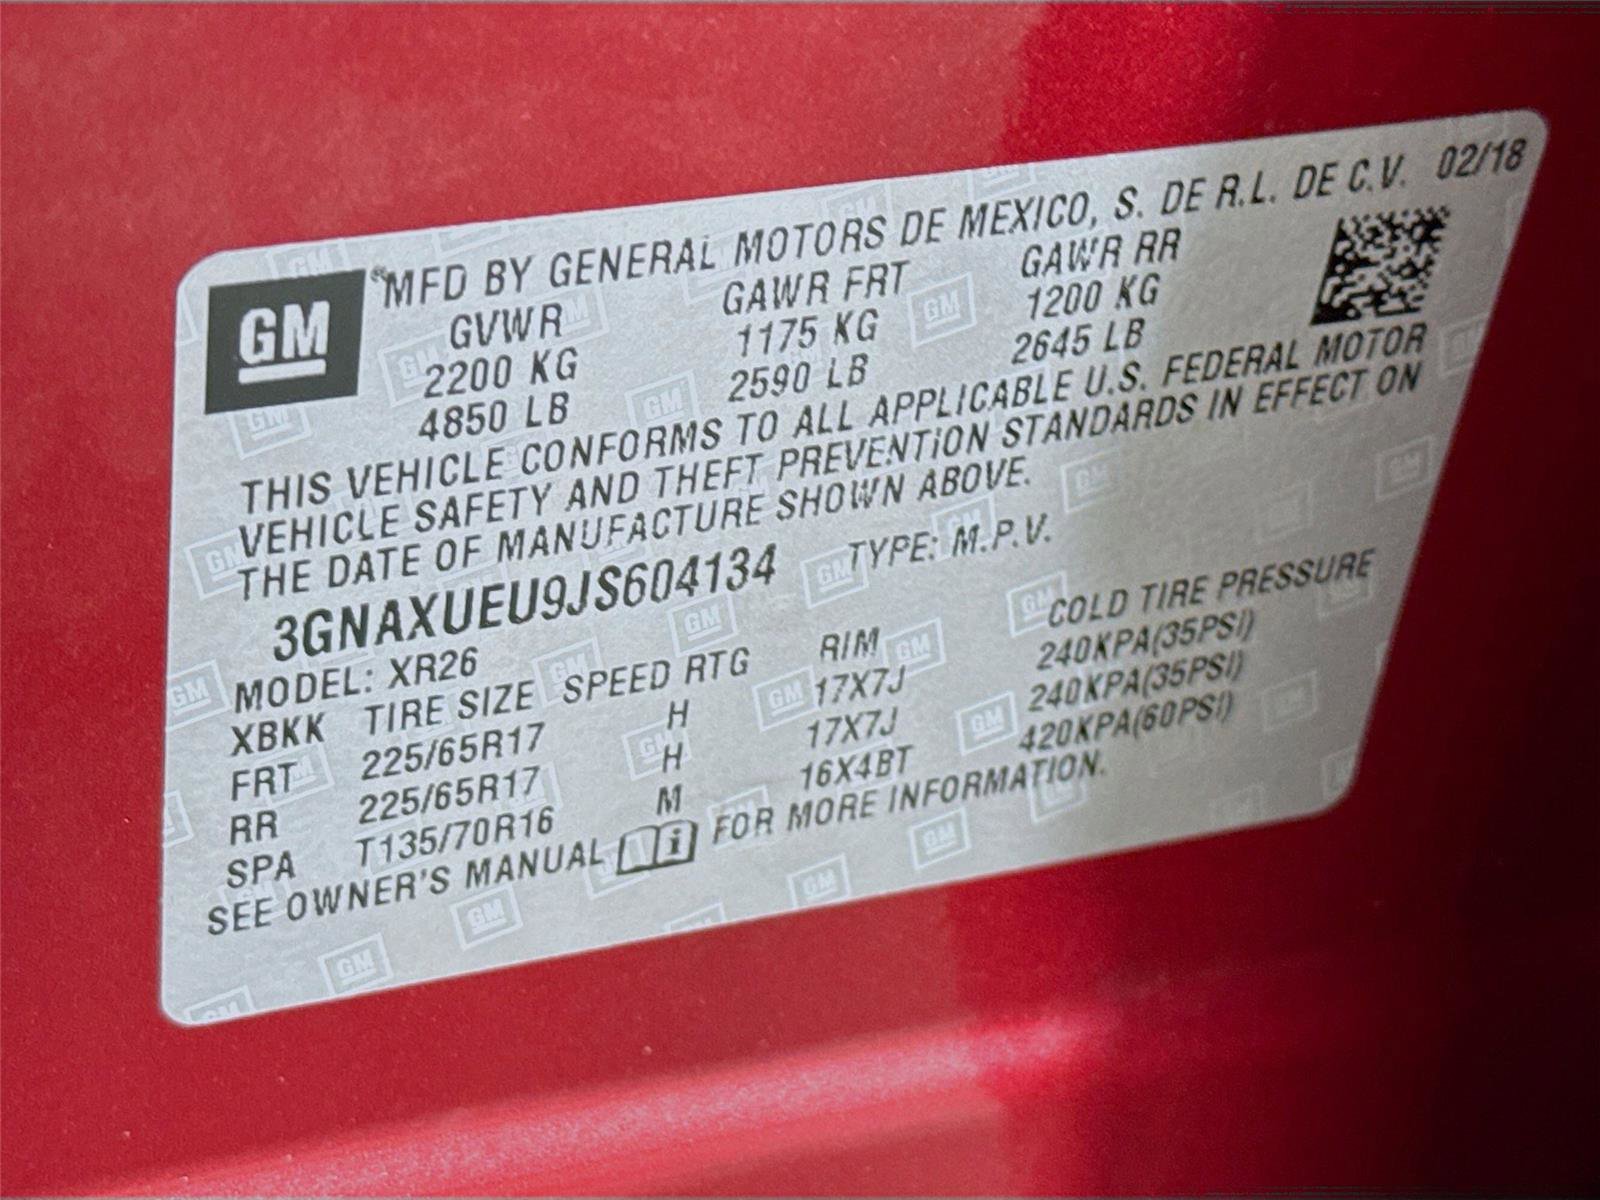 GM
MFD BY GENERAL MOTORS DE MEXICO, S. DE R.L. DE C.V. 02/18
GVWR GAWR FRT GAWR RR
2200 KG 1175 KG 1200 KG
4850 LB 2590 LB 2645 LB
THIS VEHICLE CONFORMS TO ALL APPLICABLE U.S. FEDERAL MOTOR
VEHICLE SAFETY AND THEFT PREVENTION STANDARDS IN EFFECT ON
THE DATE OF MANUFACTURE SHOWN ABOVE.
3GNAXUEU9JS604134 TYPE: M.P.V.
MODEL: XR26
XBKK TIRE SIZE SPEED RTG RIM COLD TIRE PRESSURE
FRT 225/65R17 H 17X7J 240KPA(35PSI)
RR 225/65R17 H 17X7J 240KPA(35PSI)
SPA T135/70R16 M 16X4BT 420KPA(60PSI)
SEE OWNER'S MANUAL i FOR MORE INFORMATION.